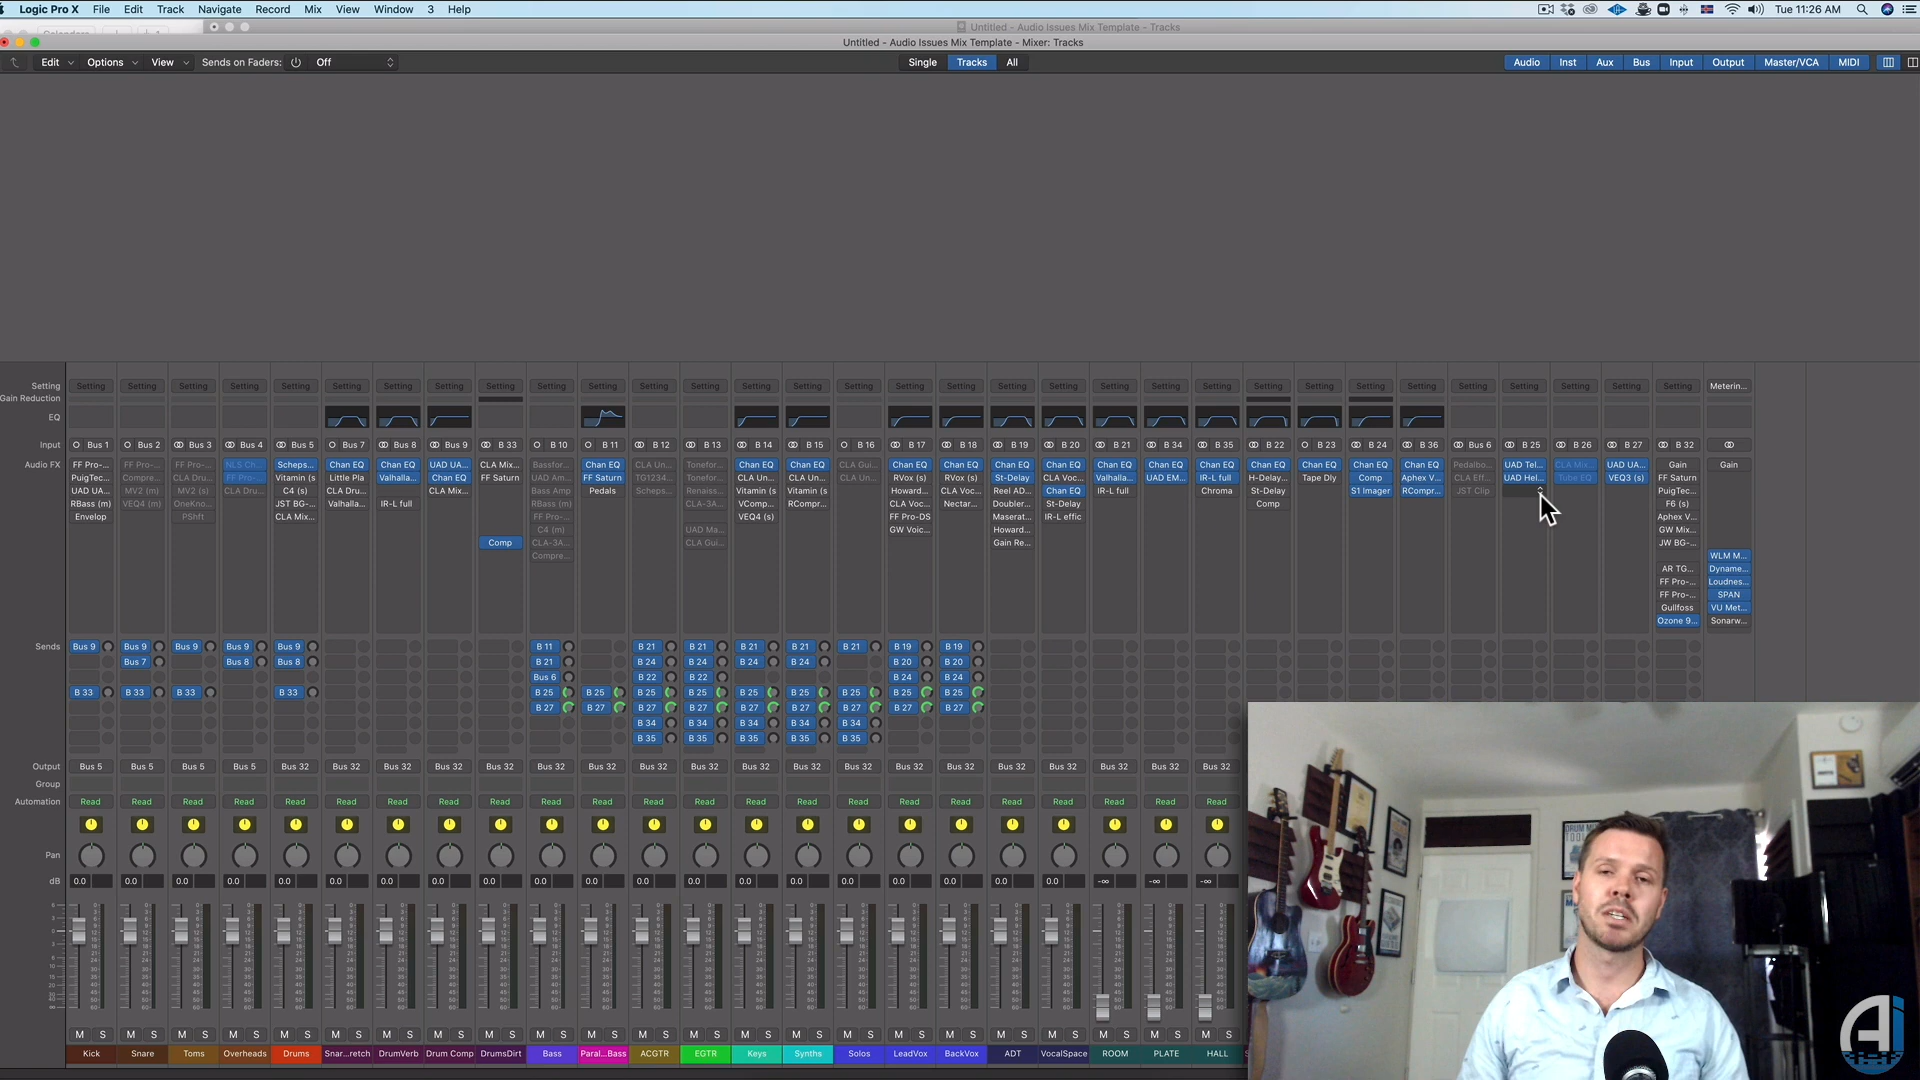 Logic Pro X File Edit Track Navigate Record Mix View Window 3 Help Tue 11:26 AM
Untitled - Audio Issues Mix Template - Tracks
Untitled - Audio Issues Mix Template - Mixer: Tracks
Edit Options View Sends on Faders: Off Single Tracks All Audio Inst Aux Bus Input Output Master/VCA MIDI
Setting Setting Setting Setting Setting Setting Setting Setting Setting Setting Setting Setting Setting Setting Setting Setting Setting Setting Setting Setting Setting Setting Setting Setting Setting Setting Setting Setting Setting Setting Setting Setting Setting Meterin...
Gain Reduction
EQ
Input Bus 1 Bus 2 Bus 3 Bus 4 Bus 5 Bus 7 Bus 8 Bus 9 B 33 B 10 B 11 B 12 B 13 B 14 B 15 B 16 B 17 B 18 B 19 B 20 B 21 B 34 B 35 B 22 B 23 B 24 B 36 Bus 6 B 25 B 26 B 27 B 32
Audio FX FF Pro-... FF Pro-... FF Pro-... NLS Ch... Scheps... Chan EQ Chan EQ UAD UA... CLA Mix... Bassfor... Chan EQ CLA Un... Tonefor... Chan EQ Chan EQ CLA Gui... Chan EQ Chan EQ Chan EQ Chan EQ Chan EQ Chan EQ Chan EQ Chan EQ Chan EQ Chan EQ Chan EQ Pedalbo... UAD Tel... CLA Mix... UAD UA... Gain Gain
PuigTec... Compre... CLA Dru... FF Pro-... Vitamin (s) Little Pla Valhalla... Chan EQ FF Saturn UAD Am... FF Saturn TG1234... Tonefor... CLA Un... CLA Un... CLA Un... RVox (s) RVox (s) St-Delay CLA Voc... Valhalla... UAD EM... IR-L full H-Delay... Tape Dly Comp Aphex V... CLA Eff... UAD Hel... Tube EQ VEQ3 (s) FF Saturn
UAD UA... MV2 (m) MV2 (s) CLA Dru... C4 (s) CLA Dru... CLA Mix... Bass Amp Pedals Scheps... Renaiss... Vitamin (s) Vitamin (s) Howard... CLA Voc... Reel AD... Chan EQ IR-L full Chroma St-Delay S1 Imager RCompr... JST Clip PuigTec...
RBass (m) VEQ4 (m) OneKno... JST BG-... Valhalla... IR-L full RBass (m) CLA-3A... VComp... RCompr... CLA Voc... Nectar... Doubler... St-Delay Comp F6 (s)
Envelop PShft CLA Mix... FF Pro-... VEQ4 (s) FF Pro-DS Maserat... IR-L effic Aphex V...
C4 (m) UAD Ma... GW Voic... Howard... GW Mix...
Comp CLA-3A... CLA Gui... Gain Re... JW BG-...
Compre... WLM M...
AR TG... Dyname...
FF Pro-... Loudnes...
FF Pro-... SPAN
Gullfoss VU Met...
Ozone 9... Sonarw...
Sends Bus 9 Bus 9 Bus 9 Bus 9 Bus 9 B 11 B 21 B 21 B 21 B 21 B 21 B 19 B 19
Bus 7 Bus 8 Bus 8 B 21 B 24 B 24 B 24 B 24 B 20 B 20
Bus 6 B 22 B 22 B 24 B 24
B 33 B 33 B 33 B 33 B 25 B 25 B 25 B 25 B 25 B 25 B 25 B 25 B 25
B 27 B 27 B 27 B 27 B 27 B 27 B 27 B 27 B 27
B 34 B 34 B 34 B 34 B 34
B 35 B 35 B 35 B 35 B 35
Output Bus 5 Bus 5 Bus 5 Bus 5 Bus 32 Bus 32 Bus 32 Bus 32 Bus 32 Bus 32 Bus 32 Bus 32 Bus 32 Bus 32 Bus 32 Bus 32 Bus 32 Bus 32 Bus 32 Bus 32 Bus 32 Bus 32 Bus 32
Group
Automation Read Read Read Read Read Read Read Read Read Read Read Read Read Read Read Read Read Read Read Read Read Read Read
Pan
dB 0.0 0.0 0.0 0.0 0.0 0.0 0.0 0.0 0.0 0.0 0.0 0.0 0.0 0.0 0.0 0.0 0.0 0.0 0.0 0.0 -∞ -∞ -∞
M S M S M S M S M S M S M S M S M S M S M S M S M S M S M S M S M S M S M S M S M S M S M S
Kick Snare Toms Overheads Drums Snar...retch DrumVerb Drum Comp DrumsDirt Bass Paral...Bass ACGTR EGTR Keys Synths Solos LeadVox BackVox ADT VocalSpace ROOM PLATE HALL